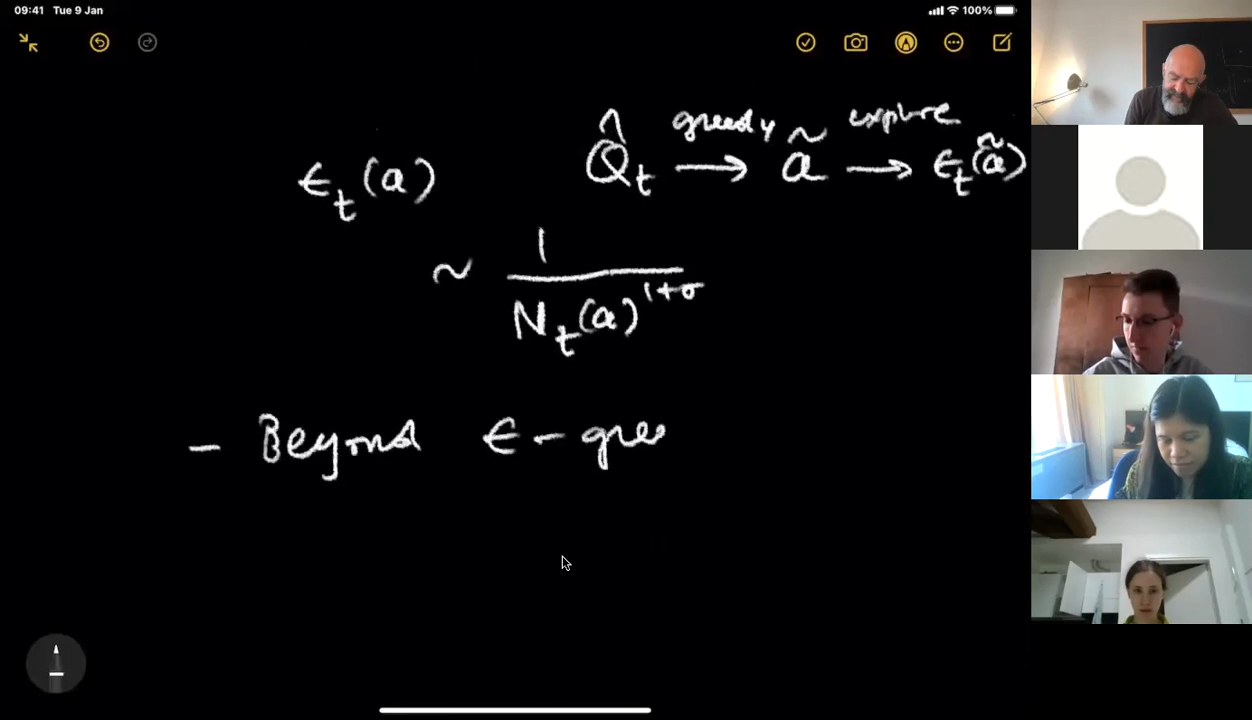 09:41 Tue 9 Jan 100%
Q̂ₜ greedy → ã explore → ϵₜ(ã)
ϵₜ(a)
~ 1 / Nₜ(a)^(1+σ)
- Beyond ϵ - gree